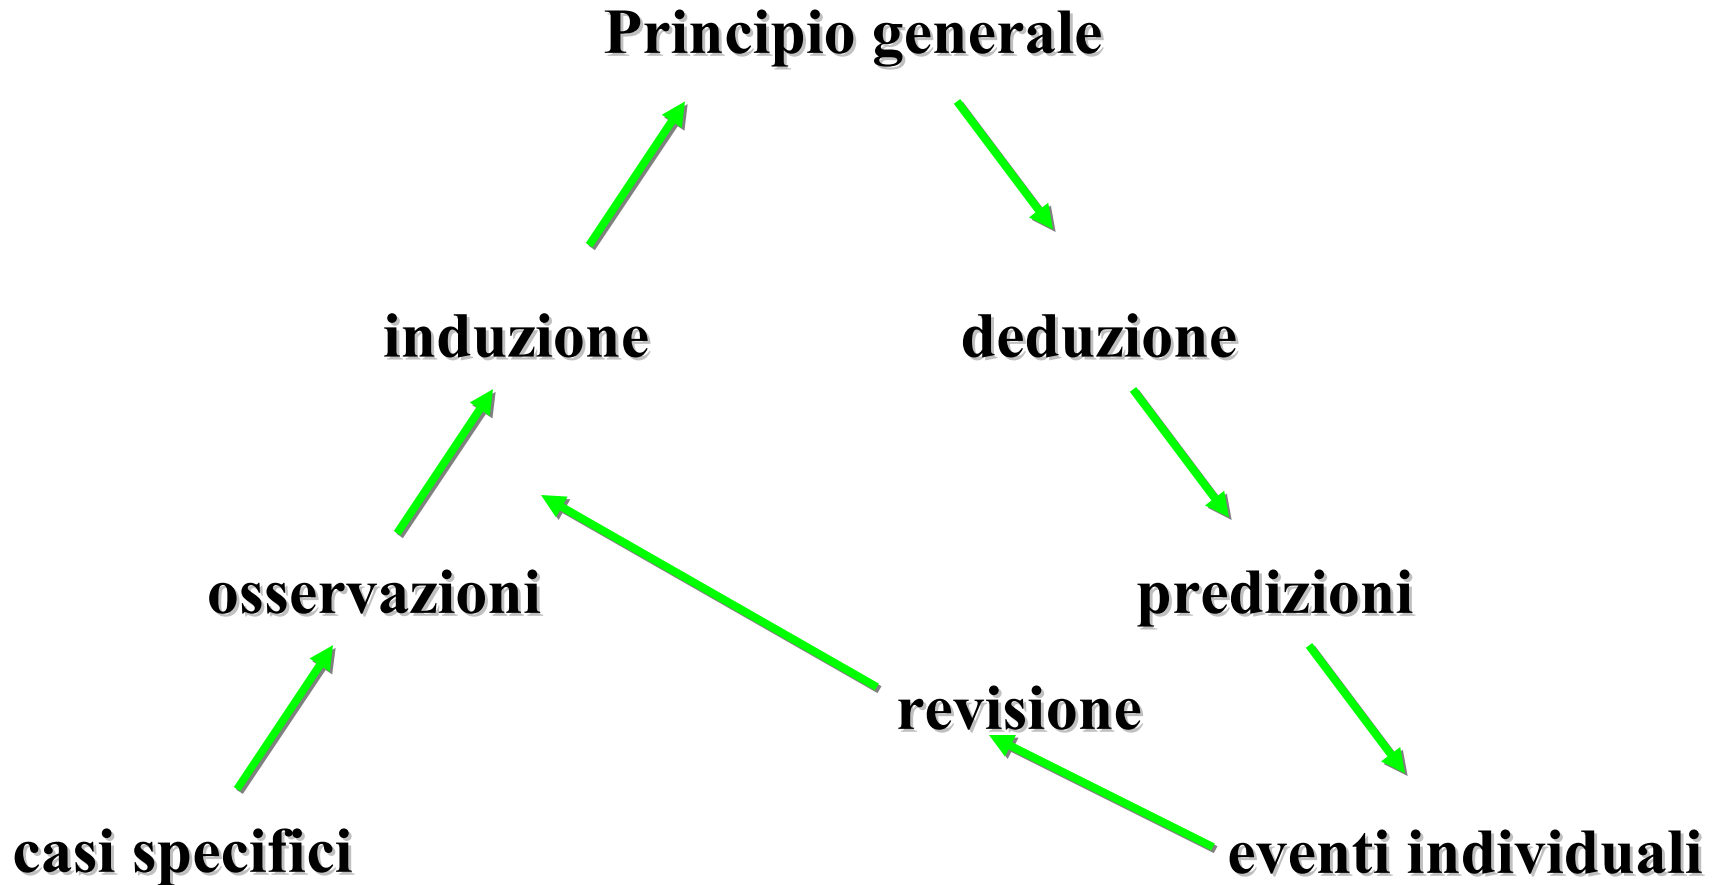 Principio generale
induzione
deduzione
osservazioni
predizioni
revisione
casi specifici
eventi individuali